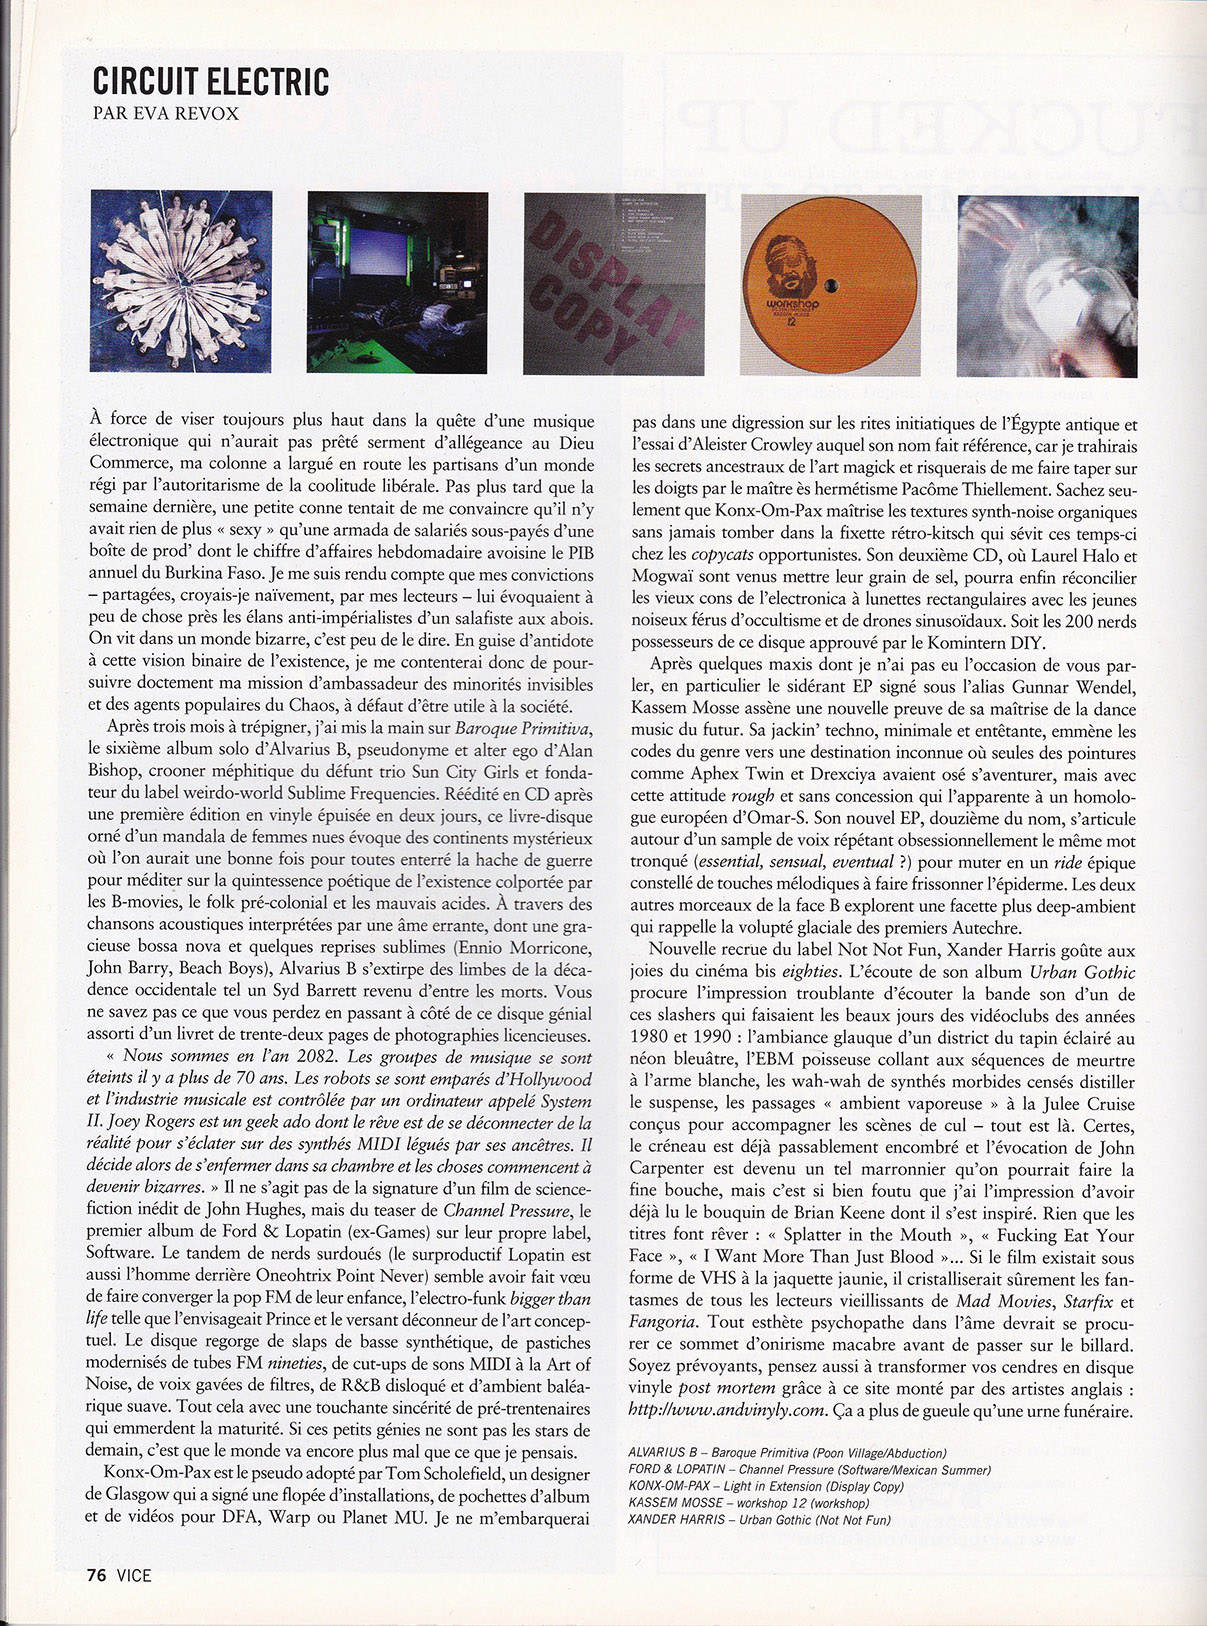 CIRCUIT ELECTRIC
PAR EVA REVOX
DISPLAY
COPY
workshop
12
À force de viser toujours plus haut dans la quête d'une musique
électronique qui n'aurait pas prêté serment d'allégeance au Dieu
Commerce, ma colonne a largué en route les partisans d'un monde
régi par l'autoritarisme de la coolitude libérale. Pas plus tard que la
semaine dernière, une petite conne tentait de me convaincre qu'il n'y
avait rien de plus « sexy » qu'une armada de salariés sous-payés d'une
boîte de prod' dont le chiffre d'affaires hebdomadaire avoisine le PIB
annuel du Burkina Faso. Je me suis rendu compte que mes convictions
– partagées, croyais-je naïvement, par mes lecteurs – lui évoquaient à
peu de chose près les élans anti-impérialistes d'un salafiste aux abois.
On vit dans un monde bizarre, c'est peu de le dire. En guise d'antidote
à cette vision binaire de l'existence, je me contenterai donc de pour-
suivre doctement ma mission d'ambassadeur des minorités invisibles
et des agents populaires du Chaos, à défaut d'être utile à la société.
Après trois mois à trépigner, j'ai mis la main sur Baroque Primitiva,
le sixième album solo d'Alvarius B, pseudonyme et alter ego d'Alan
Bishop, crooner méphitique du défunt trio Sun City Girls et fonda-
teur du label weirdo-world Sublime Frequencies. Réédité en CD après
une première édition en vinyle épuisée en deux jours, ce livre-disque
orné d'un mandala de femmes nues évoque des continents mystérieux
où l'on aurait une bonne fois pour toutes enterré la hache de guerre
pour méditer sur la quintessence poétique de l'existence colportée par
les B-movies, le folk pré-colonial et les mauvais acides. À travers des
chansons acoustiques interprétées par une âme errante, dont une gra-
cieuse bossa nova et quelques reprises sublimes (Ennio Morricone,
John Barry, Beach Boys), Alvarius B s'extirpe des limbes de la déca-
dence occidentale tel un Syd Barrett revenu d'entre les morts. Vous
ne savez pas ce que vous perdez en passant à côté de ce disque génial
assorti d'un livret de trente-deux pages de photographies licencieuses.
« Nous sommes en l'an 2082. Les groupes de musique se sont
éteints il y a plus de 70 ans. Les robots se sont emparés d'Hollywood
et l'industrie musicale est contrôlée par un ordinateur appelé System
II. Joey Rogers est un geek ado dont le rêve est de se déconnecter de la
réalité pour s'éclater sur des synthés MIDI légués par ses ancêtres. Il
décide alors de s'enfermer dans sa chambre et les choses commencent à
devenir bizarres. » Il ne s'agit pas de la signature d'un film de science-
fiction inédit de John Hughes, mais du teaser de Channel Pressure, le
premier album de Ford & Lopatin (ex-Games) sur leur propre label,
Software. Le tandem de nerds surdoués (le surproductif Lopatin est
aussi l'homme derrière Oneohtrix Point Never) semble avoir fait vœu
de faire converger la pop FM de leur enfance, l'electro-funk bigger than
life telle que l'envisageait Prince et le versant déconneur de l'art concep-
tuel. Le disque regorge de slaps de basse synthétique, de pastiches
modernisés de tubes FM nineties, de cut-ups de sons MIDI à la Art of
Noise, de voix gavées de filtres, de R&B disloqué et d'ambient baléa-
rique suave. Tout cela avec une touchante sincérité de pré-trentenaires
qui emmerdent la maturité. Si ces petits génies ne sont pas les stars de
demain, c'est que le monde va encore plus mal que ce que je pensais.
Konx-Om-Pax est le pseudo adopté par Tom Scholefield, un designer
de Glasgow qui a signé une flopée d'installations, de pochettes d'album
et de vidéos pour DFA, Warp ou Planet MU. Je ne m'embarquerai
pas dans une digression sur les rites initiatiques de l'Égypte antique et
l'essai d'Aleister Crowley auquel son nom fait référence, car je trahirais
les secrets ancestraux de l'art magick et risquerais de me faire taper sur
les doigts par le maître ès hermétisme Pacôme Thiellement. Sachez seu-
lement que Konx-Om-Pax maîtrise les textures synth-noise organiques
sans jamais tomber dans la fixette rétro-kitsch qui sévit ces temps-ci
chez les copycats opportunistes. Son deuxième CD, où Laurel Halo et
Mogwaï sont venus mettre leur grain de sel, pourra enfin réconcilier
les vieux cons de l'electronica à lunettes rectangulaires avec les jeunes
noiseux férus d'occultisme et de drones sinusoïdaux. Soit les 200 nerds
possesseurs de ce disque approuvé par le Komintern DIY.
Après quelques maxis dont je n'ai pas eu l'occasion de vous par-
ler, en particulier le sidérant EP signé sous l'alias Gunnar Wendel,
Kassem Mosse assène une nouvelle preuve de sa maîtrise de la dance
music du futur. Sa jackin' techno, minimale et entêtante, emmène les
codes du genre vers une destination inconnue où seules des pointures
comme Aphex Twin et Drexciya avaient osé s'aventurer, mais avec
cette attitude rough et sans concession qui l'apparente à un homolo-
gue européen d'Omar-S. Son nouvel EP, douzième du nom, s'articule
autour d'un sample de voix répétant obsessionnellement le même mot
tronqué (essential, sensual, eventual ?) pour muter en un ride épique
constellé de touches mélodiques à faire frissonner l'épiderme. Les deux
autres morceaux de la face B explorent une facette plus deep-ambient
qui rappelle la volupté glaciale des premiers Autechre.
Nouvelle recrue du label Not Not Fun, Xander Harris goûte aux
joies du cinéma bis eighties. L'écoute de son album Urban Gothic
procure l'impression troublante d'écouter la bande son d'un de
ces slashers qui faisaient les beaux jours des vidéoclubs des années
1980 et 1990 : l'ambiance glauque d'un district du tapin éclairé au
néon bleuâtre, l'EBM poisseuse collant aux séquences de meurtre
à l'arme blanche, les wah-wah de synthés morbides censés distiller
le suspense, les passages « ambient vaporeuse » à la Julee Cruise
conçus pour accompagner les scènes de cul – tout est là. Certes,
le créneau est déjà passablement encombré et l'évocation de John
Carpenter est devenu un tel marronnier qu'on pourrait faire la
fine bouche, mais c'est si bien foutu que j'ai l'impression d'avoir
déjà lu le bouquin de Brian Keene dont il s'est inspiré. Rien que les
titres font rêver : « Splatter in the Mouth », « Fucking Eat Your
Face », « I Want More Than Just Blood »... Si le film existait sous
forme de VHS à la jaquette jaunie, il cristalliserait sûrement les fan-
tasmes de tous les lecteurs vieillissants de Mad Movies, Starfix et
Fangoria. Tout esthète psychopathe dans l'âme devrait se procu-
rer ce sommet d'onirisme macabre avant de passer sur le billard.
Soyez prévoyants, pensez aussi à transformer vos cendres en disque
vinyle post mortem grâce à ce site monté par des artistes anglais :
http://www.andvinyly.com. Ça a plus de gueule qu'une urne funéraire.
ALVARIUS B – Baroque Primitiva (Poon Village/Abduction)
FORD & LOPATIN – Channel Pressure (Software/Mexican Summer)
KONX-OM-PAX – Light in Extension (Display Copy)
KASSEM MOSSE – workshop 12 (workshop)
XANDER HARRIS – Urban Gothic (Not Not Fun)
76 VICE